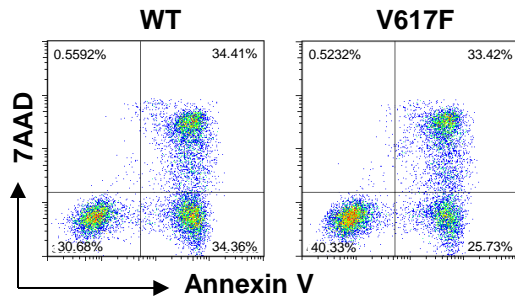 WT
V617F
0.5592%
34.41%
0.5232%
33.42%
7AAD
30.68%
34.36%
40.33%
25.73%
Annexin V